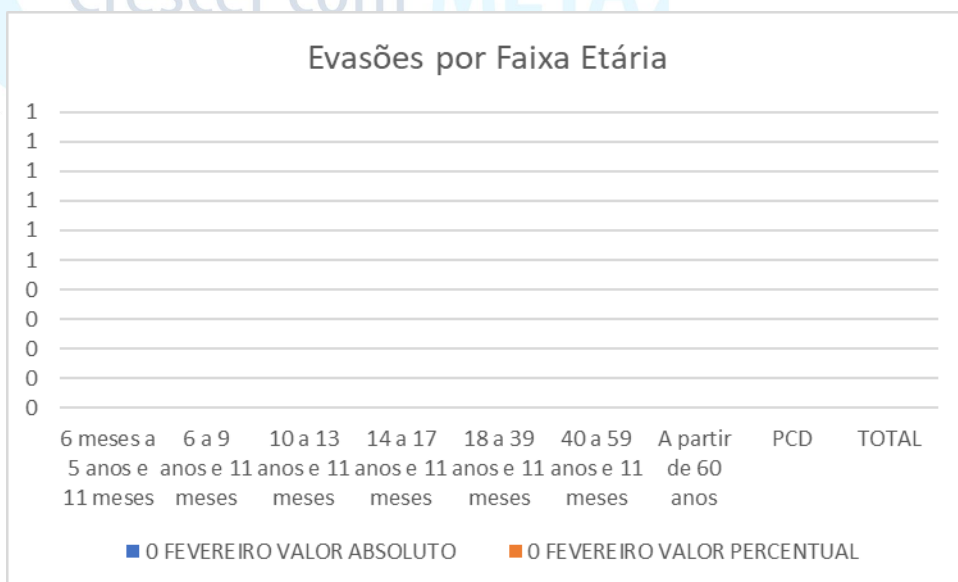 Crescer com META!
Evasões por Faixa Etária
1
1
1
1
1
1
0
0
0
0
0
6 meses a 5 anos e 11 meses
6 a 9 anos e 11 meses
10 a 13 anos e 11 meses
14 a 17 anos e 11 meses
18 a 39 anos e 11 meses
40 a 59 anos e 11 meses
A partir de 60 anos
PCD
TOTAL
0 FEVEREIRO VALOR ABSOLUTO
0 FEVEREIRO VALOR PERCENTUAL